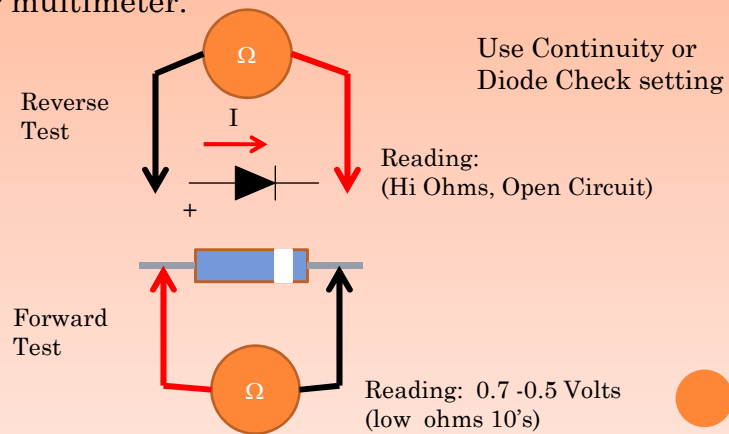 multimeter.
Ω
Use Continuity or
Diode Check setting
Reverse
Test
I
Reading:
(Hi Ohms, Open Circuit)
+
Forward
Test
Ω
Reading: 0.7 -0.5 Volts
(low ohms 10's)